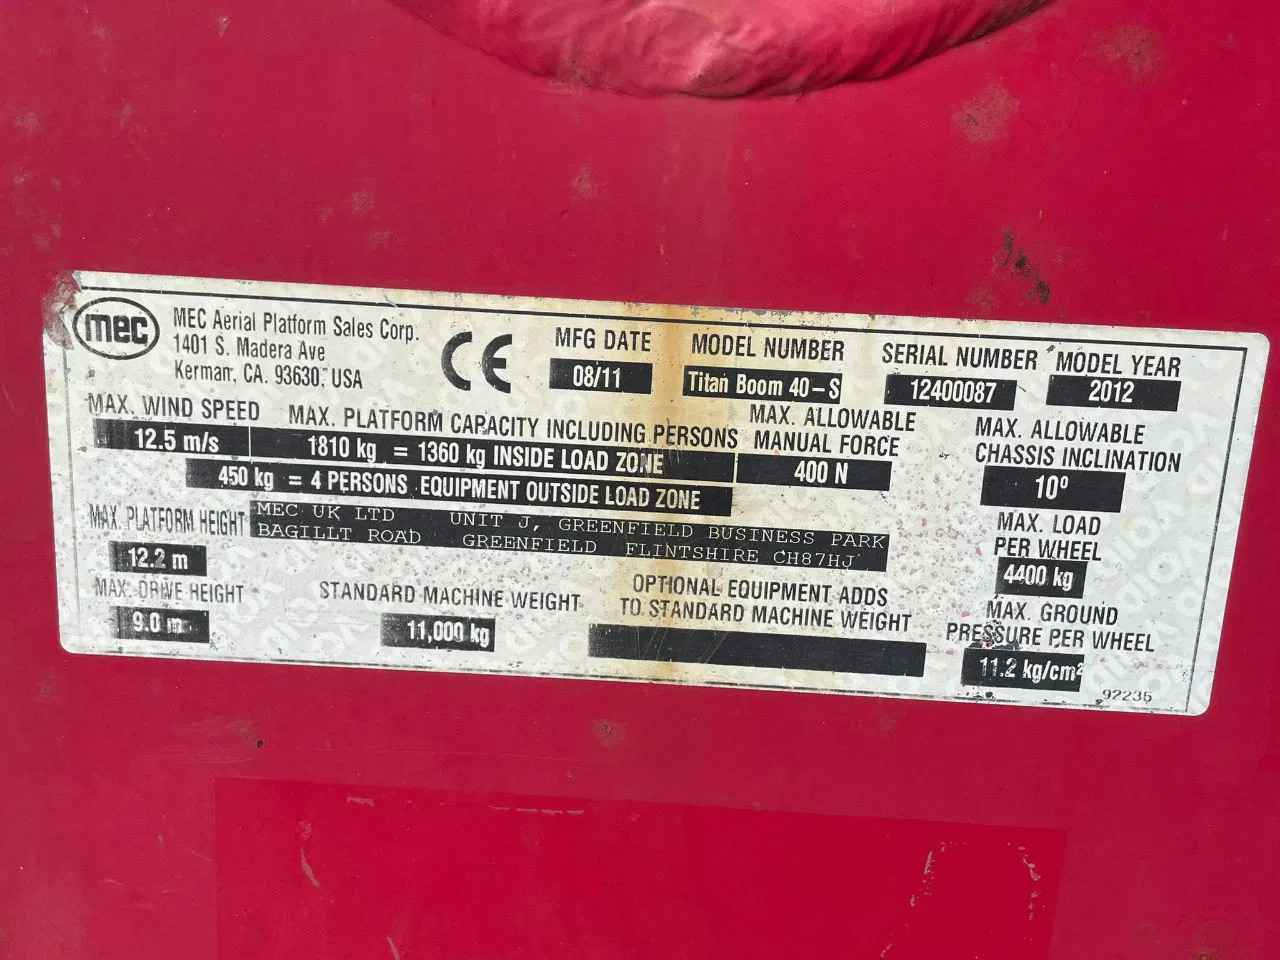 mec
MEC Aerial Platform Sales Corp.
1401 S. Madera Ave
Kerman, CA. 93630, USA
CE
MFG DATE
08/11
MODEL NUMBER
Titan Boom 40-S
SERIAL NUMBER
12400087
MODEL YEAR
2012
MAX. WIND SPEED
12.5 m/s
MAX. PLATFORM CAPACITY INCLUDING PERSONS
1810 kg = 1360 kg INSIDE LOAD ZONE
450 kg = 4 PERSONS EQUIPMENT OUTSIDE LOAD ZONE
MAX. ALLOWABLE
MANUAL FORCE
400 N
MAX. ALLOWABLE
CHASSIS INCLINATION
10°
MAX. PLATFORM HEIGHT
12.2 m
MEC UK LTD UNIT J, GREENFIELD BUSINESS PARK
BAGILLT ROAD GREENFIELD FLINTSHIRE CH87HJ
MAX. LOAD
PER WHEEL
4400 kg
MAX. DRIVE HEIGHT
9.0 m
STANDARD MACHINE WEIGHT
11,000 kg
OPTIONAL EQUIPMENT ADDS
TO STANDARD MACHINE WEIGHT
MAX. GROUND
PRESSURE PER WHEEL
11.2 kg/cm²
92235